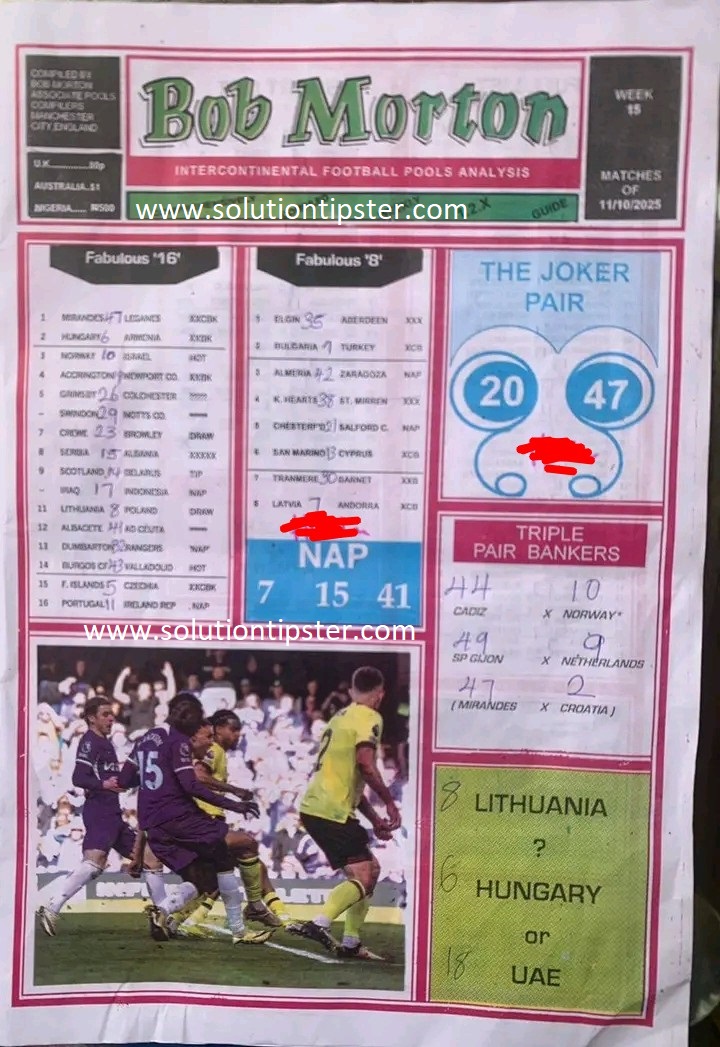 COMPILED BY
BOB MORTON
ASSOCIATE POOLS
COMPILERS
MANCHESTER
CITY, ENGLAND
U.K.............00p
AUSTRALIA..$1
NIGERIA...... ₦500
Bob Morton
INTERCONTINENTAL FOOTBALL POOLS ANALYSIS
www.solutiontipster.com
2.X
GUIDE
WEEK
15
MATCHES
OF
11/10/2025
Fabulous '16'
1 MIRANDES 47 LEGANES XXCBK
2 HUNGARY 6 ARMENIA XXBK
3 NORWAY 10 ISRAEL HOT
4 ACCRINGTON NEWPORT CO. XXBK
5 GRIMSBY 26 COLCHESTER
- SWINDON 29 NOTTS CO.
7 CREWE 23 BROMLEY DRAW
8 SERBIA 15 ALBANIA XXXXX
9 SCOTLAND 14 BELARUS TIP
- IRAQ 17 INDONESIA NAP
11 LITHUANIA 8 POLAND DRAW
12 ALBACETE 41 AD CEUTA
13 DUMBARTON 32 RANGERS 'NAP'
14 BURGOS CF 43 VALLADOLID HOT
15 F. ISLANDS 5 CZECHIA XXCBK
16 PORTUGAL 11 IRELAND REP .NAP
Fabulous '8'
1 ELGIN 35 ABERDEEN XXX
2 BULGARIA 1 TURKEY XCB
3 ALMERIA 42 ZARAGOZA NAP
4 K. HEARTS 38 ST. MIRREN XXX
5 CHESTERF'D 21 SALFORD C. NAP
6 SAN MARINO 13 CYPRUS XCB
7 TRANMERE 30 BARNET XXB
8 LATVIA 7 ANDORRA XCB
NAP
7 15 41
THE JOKER
PAIR
20 47
TRIPLE
PAIR BANKERS
44 10
CADIZ X NORWAY*
49 9
SP GIJON X NETHERLANDS
47 2
( MIRANDES X CROATIA )
www.solutiontipster.com
15
2
8 LITHUANIA
?
6 HUNGARY
or
18 UAE